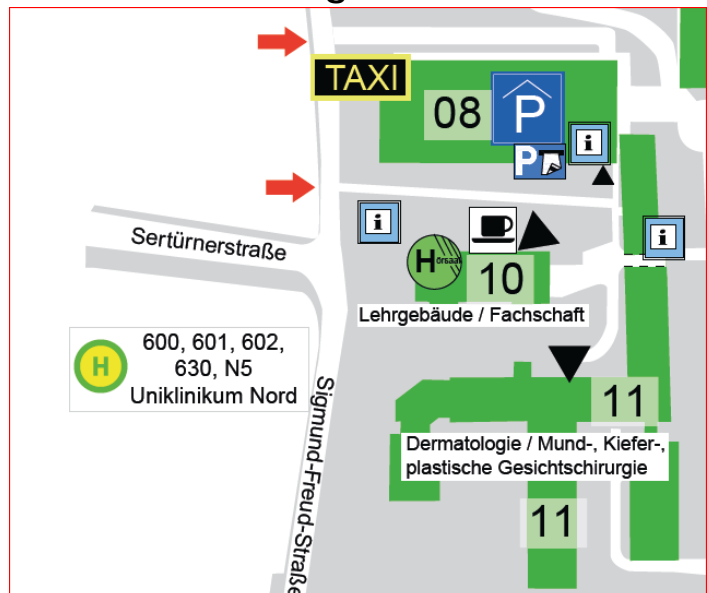 TAXI
08
P
i
P
i
i
Sertürnerstraße
H Hörsaal
10
Lehrgebäude / Fachschaft
H
600, 601, 602,
630, N5
Uniklinikum Nord
Sigmund-Freud-Straße
11
Dermatologie / Mund-, Kiefer-,
plastische Gesichtschirurgie
11